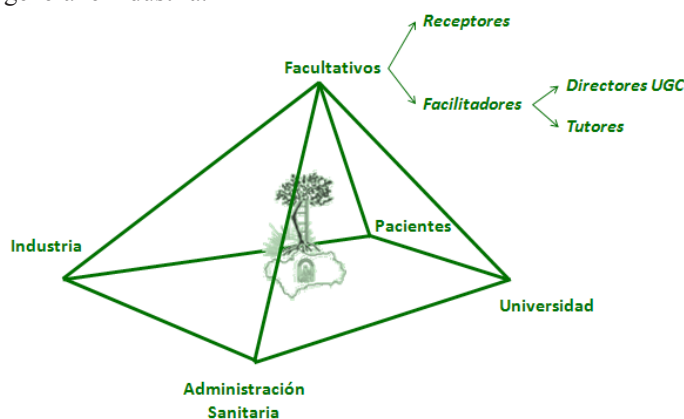 Receptores
Facultativos
Facilitadores
Directores UGC
Tutores
Pacientes
Industria
Universidad
Administración
Sanitaria